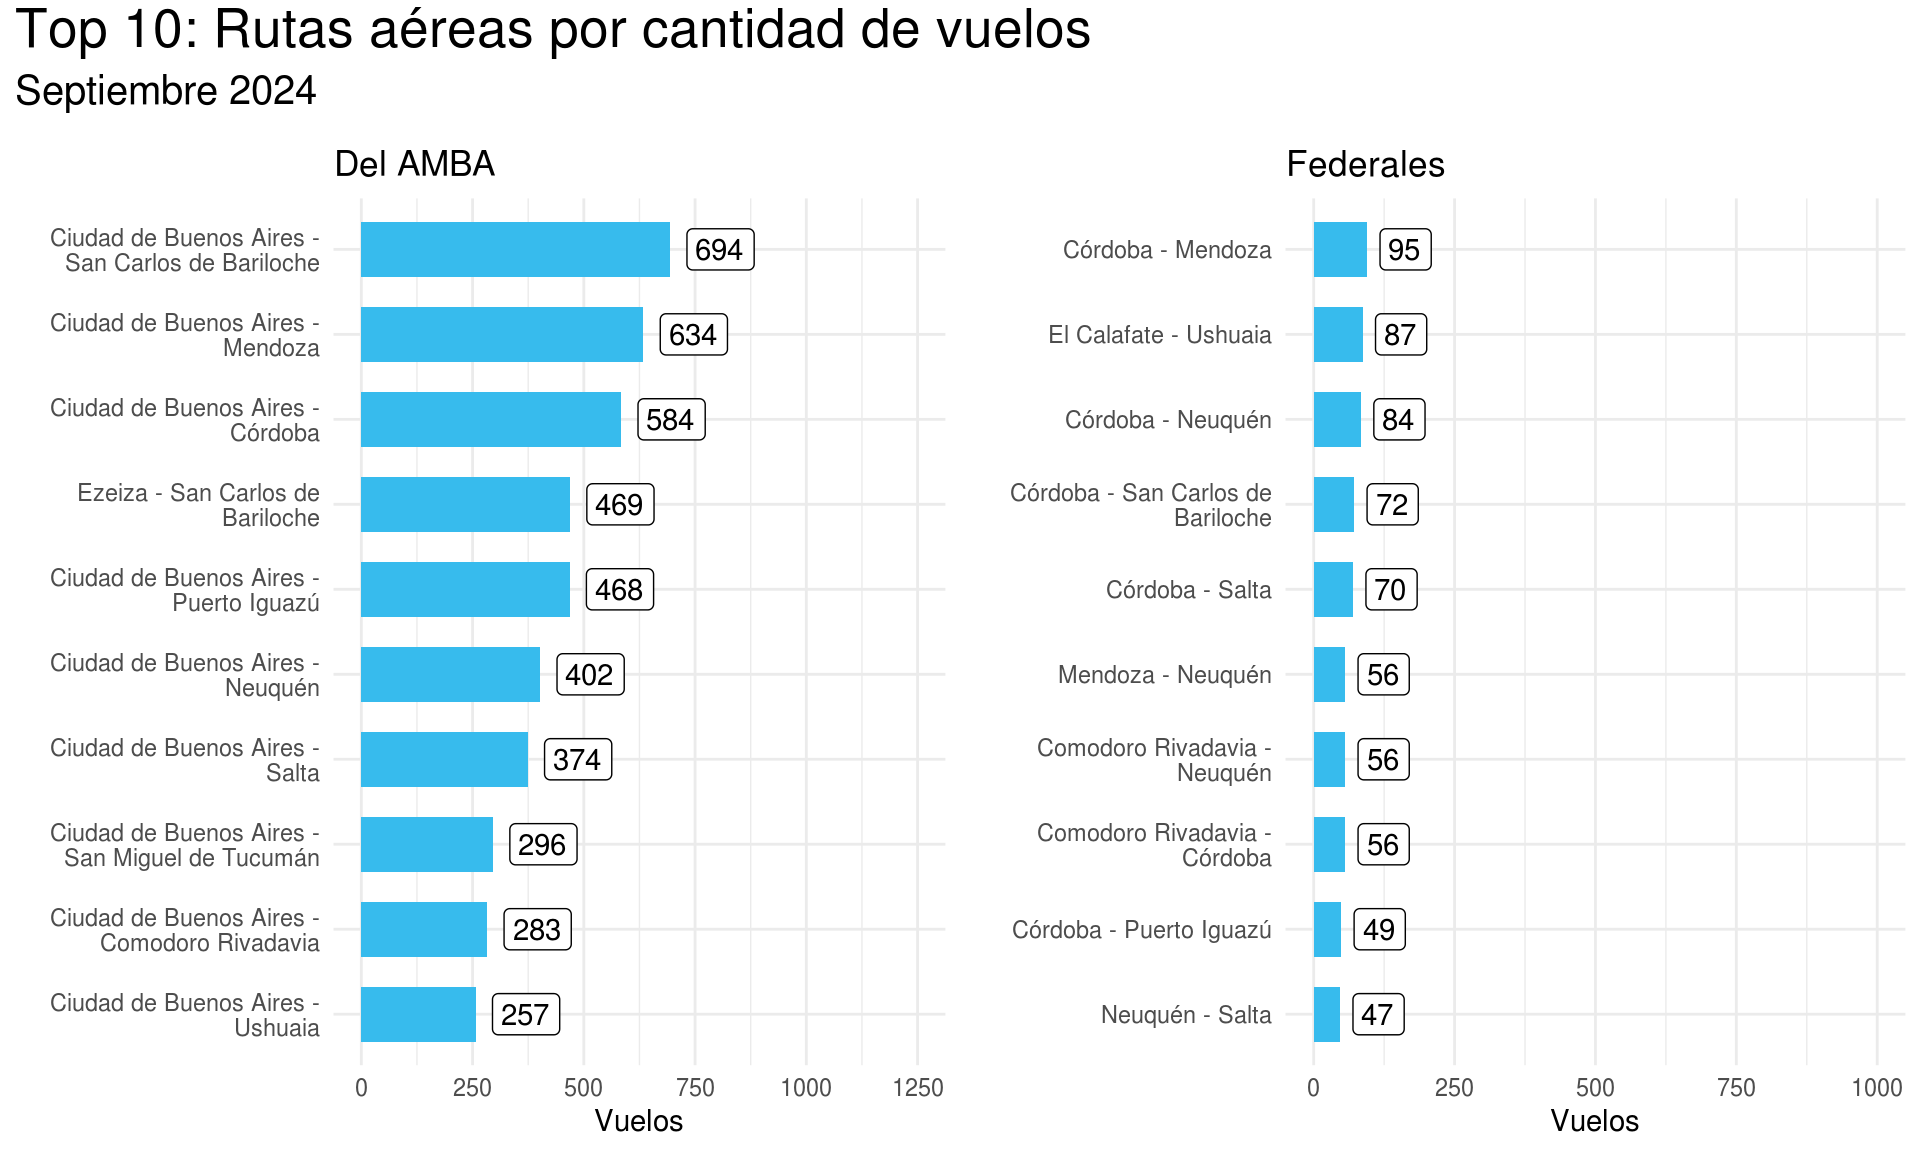 Top 10: Rutas aéreas por cantidad de vuelos
Septiembre 2024
Del AMBA
Ciudad de Buenos Aires -
San Carlos de Bariloche
694
Ciudad de Buenos Aires -
Mendoza
634
Ciudad de Buenos Aires -
Córdoba
584
Ezeiza - San Carlos de
Bariloche
469
Ciudad de Buenos Aires -
Puerto Iguazú
468
Ciudad de Buenos Aires -
Neuquén
402
Ciudad de Buenos Aires -
Salta
374
Ciudad de Buenos Aires -
San Miguel de Tucumán
296
Ciudad de Buenos Aires -
Comodoro Rivadavia
283
Ciudad de Buenos Aires -
Ushuaia
257
0 250 500 750 1000 1250
Vuelos
Federales
Córdoba - Mendoza
95
El Calafate - Ushuaia
87
Córdoba - Neuquén
84
Córdoba - San Carlos de
Bariloche
72
Córdoba - Salta
70
Mendoza - Neuquén
56
Comodoro Rivadavia -
Neuquén
56
Comodoro Rivadavia -
Córdoba
56
Córdoba - Puerto Iguazú
49
Neuquén - Salta
47
0 250 500 750 1000
Vuelos